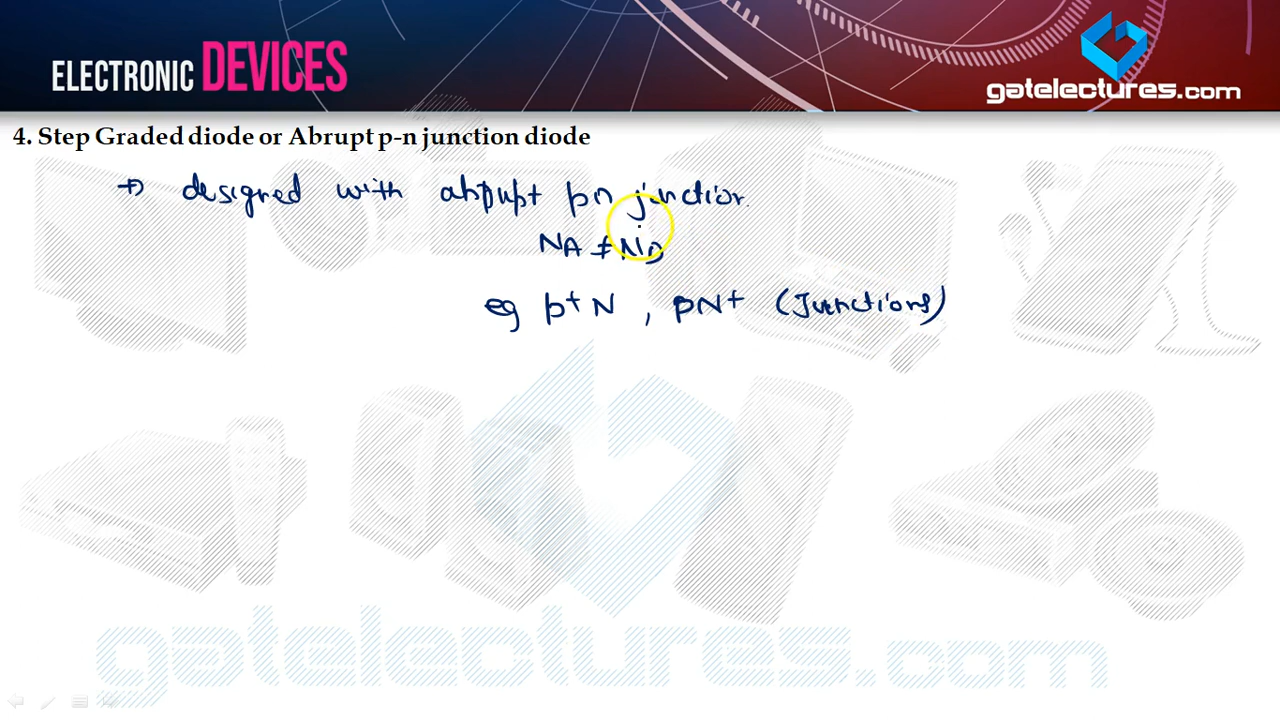 ELECTRONIC DEVICES
gatelectures.com
4. Step Graded diode or Abrupt p-n junction diode
→ designed with abrupt pn junction
NA ≠ ND
eg p+ N , pN+ (Junctions)
gatelectures.com